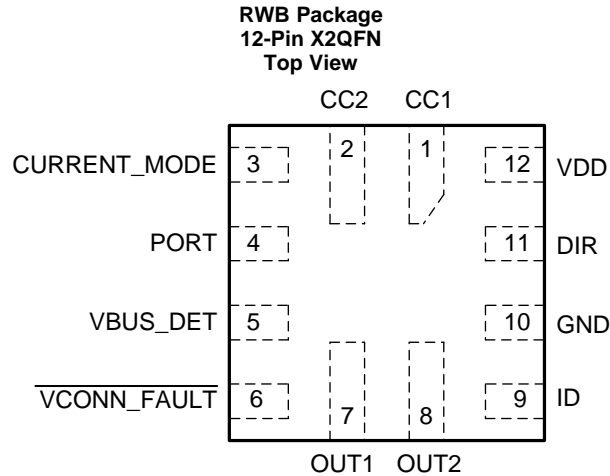 RWB Package
12-Pin X2QFN
Top View
CC2 CC1
CURRENT_MODE 3 2 1 12 VDD
PORT 4 11 DIR
VBUS_DET 5 10 GND
VCONN_FAULT 6 7 8 9 ID
OUT1 OUT2